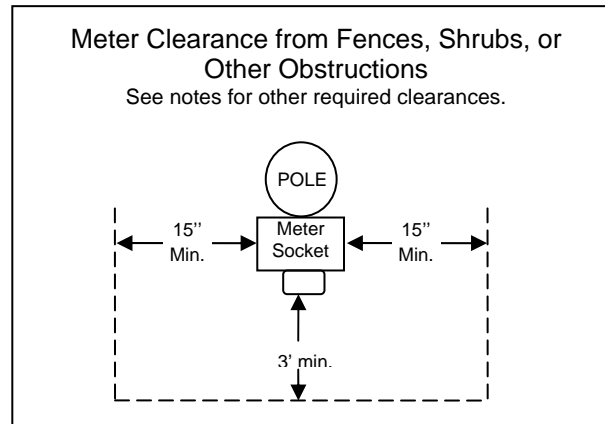 Meter Clearance from Fences, Shrubs, or
Other Obstructions
See notes for other required clearances.
POLE
15’’
Min.
Meter
Socket
15’’
Min.
3’ min.